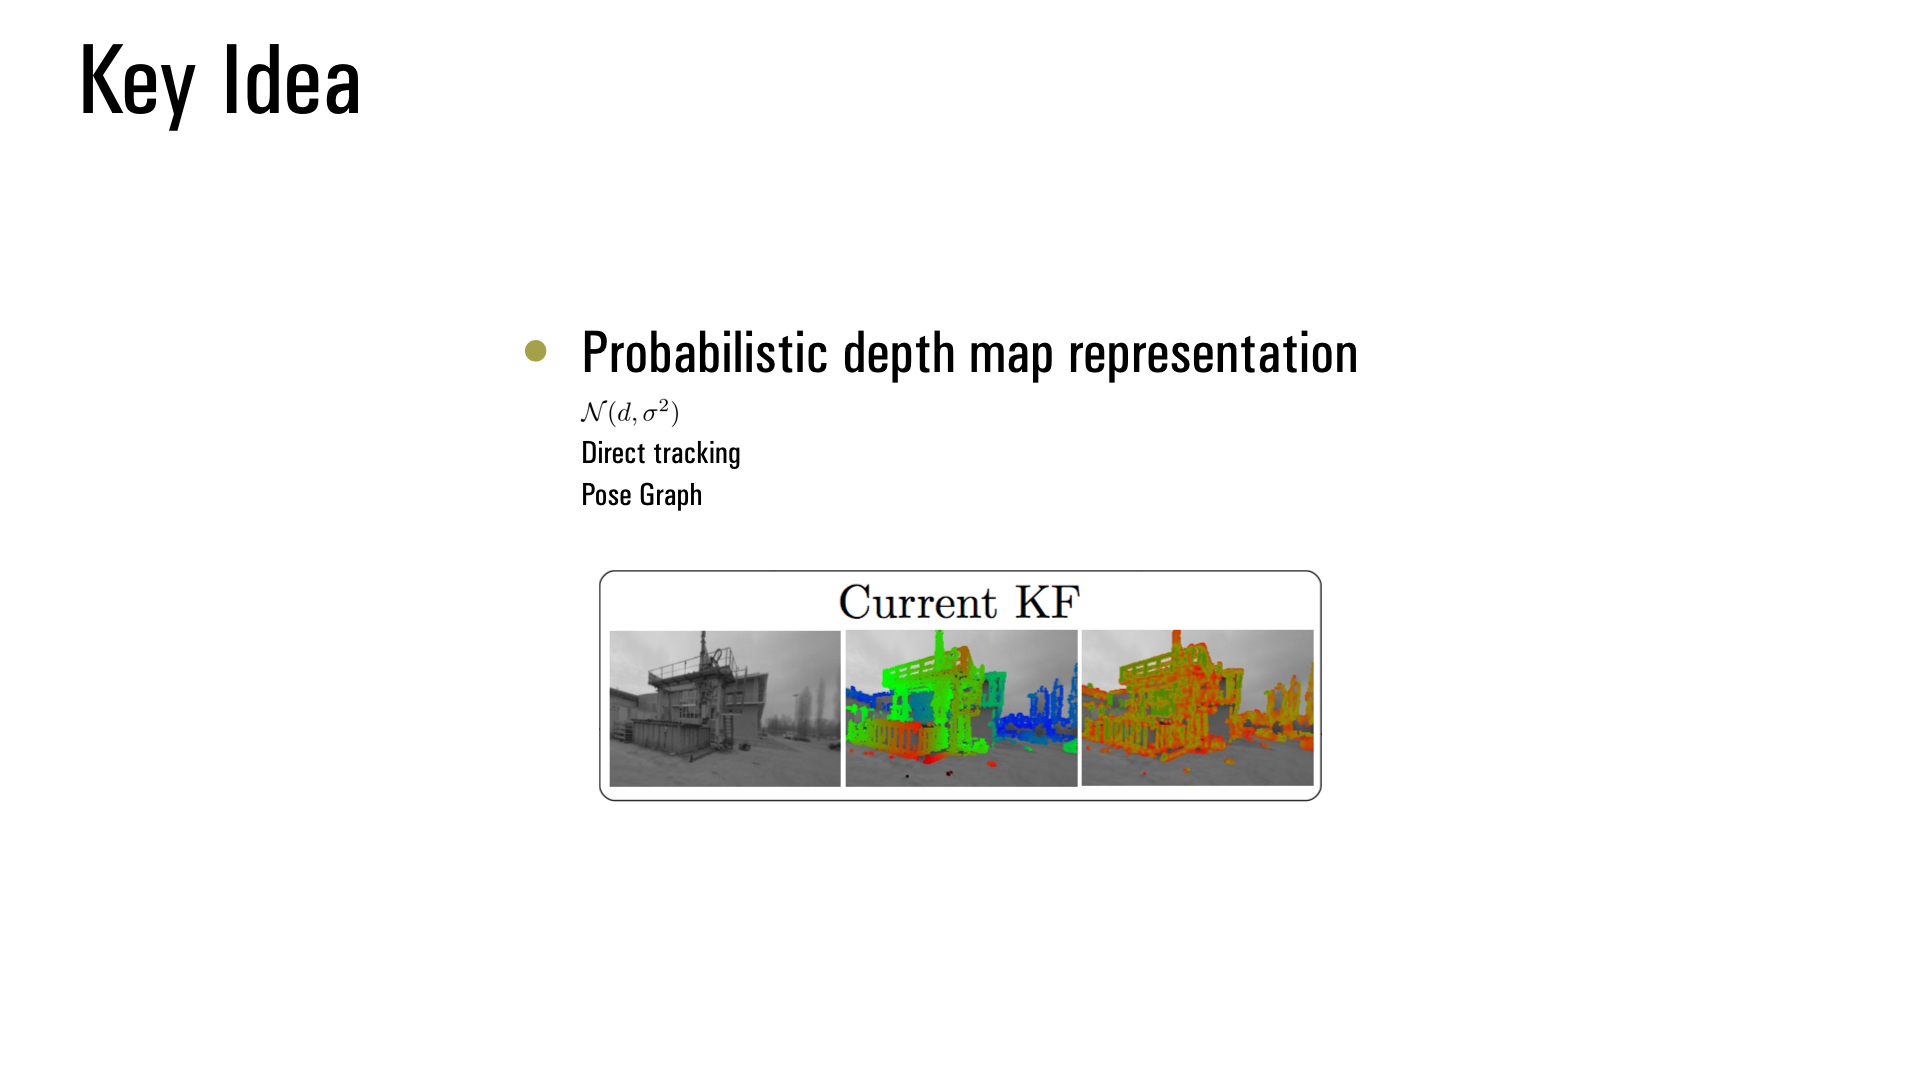 Key Idea
Probabilistic depth map representation
𝒩(d, σ²)
Direct tracking
Pose Graph
Current KF